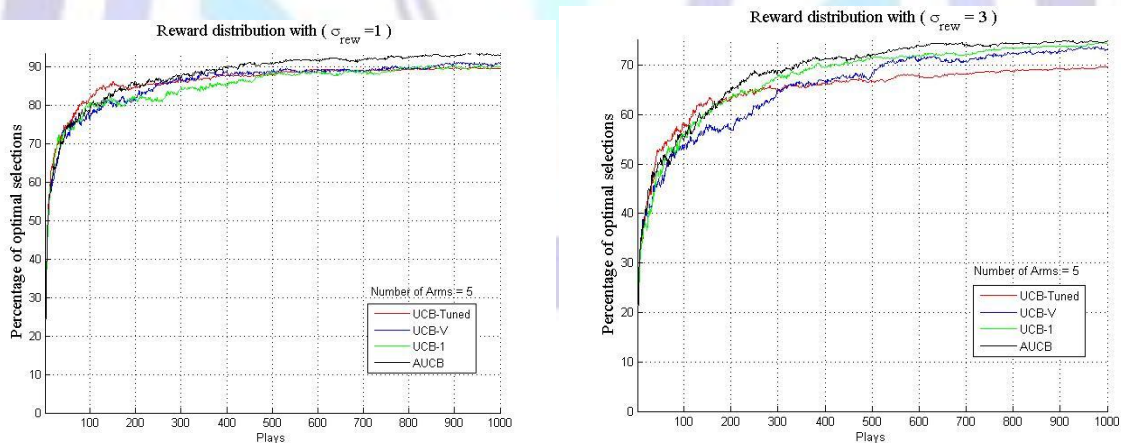 Reward distribution with ( σrew =1 )
Percentage of optimal selections
90
80
70
60
50
40
30
20
10
0
100 200 300 400 500 600 700 800 900 1000
Plays
Number of Arms = 5
UCB-Tuned
UCB-V
UCB-1
AUCB
Reward distribution with ( σrew = 3 )
Percentage of optimal selections
70
60
50
40
30
20
10
0
100 200 300 400 500 600 700 800 900 1000
Plays
Number of Arms = 5
UCB-Tuned
UCB-V
UCB-1
AUCB